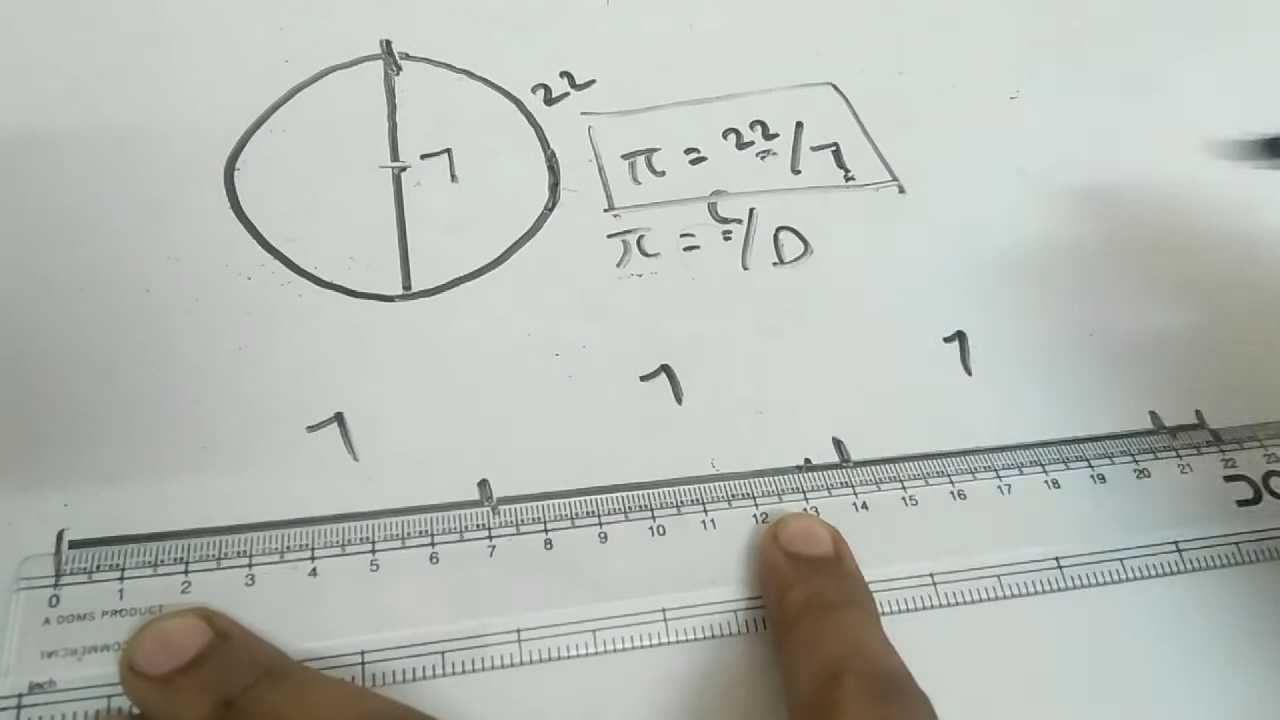 22
7
π = 22/7
π = C/D
7 7 7
0 1 2 3 4 5 6 7 8 9 10 11 12 13 14 15 16 17 18 19 20 21 22 23
A DOMS PRODUCT
Inch